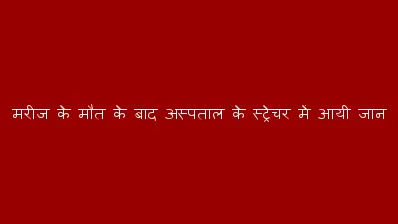 मरीज के मौत के बाद अस्पताल के स्ट्रेचर मे आयी जान